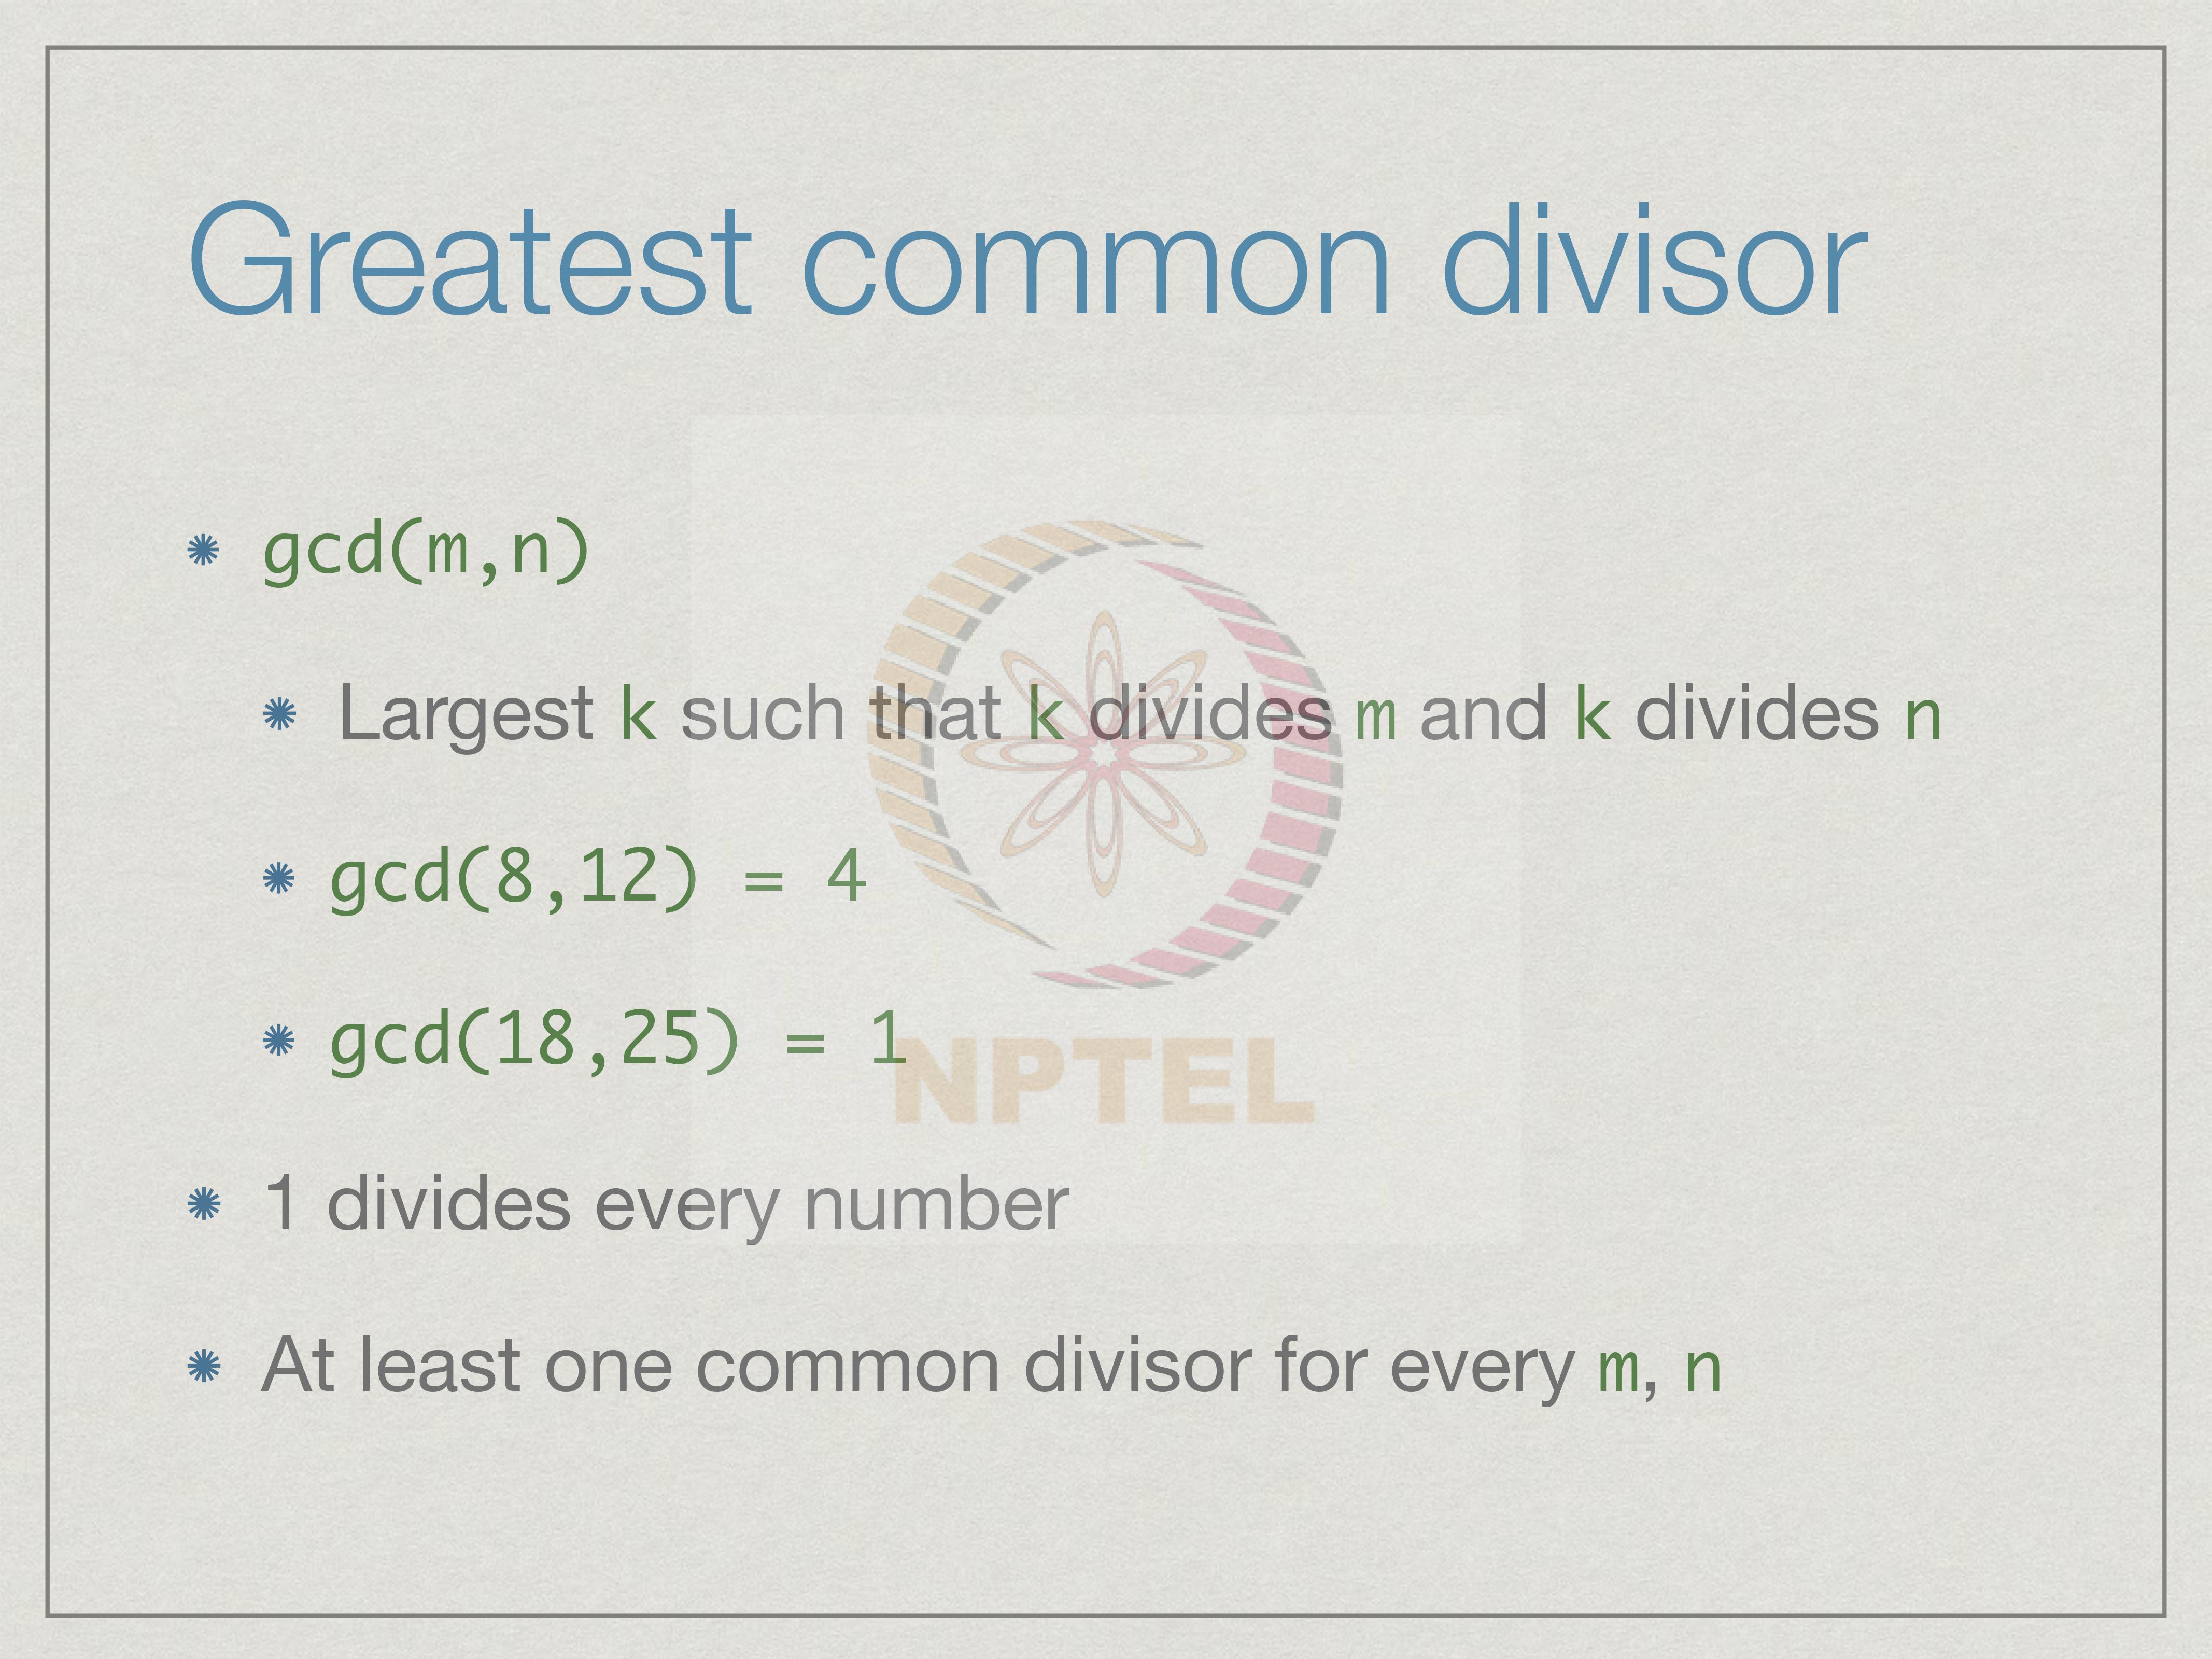 Greatest common divisor
gcd(m,n)
Largest k such that k divides m and k divides n
gcd(8,12) = 4
gcd(18,25) = 1
NPTEL
1 divides every number
At least one common divisor for every m, n